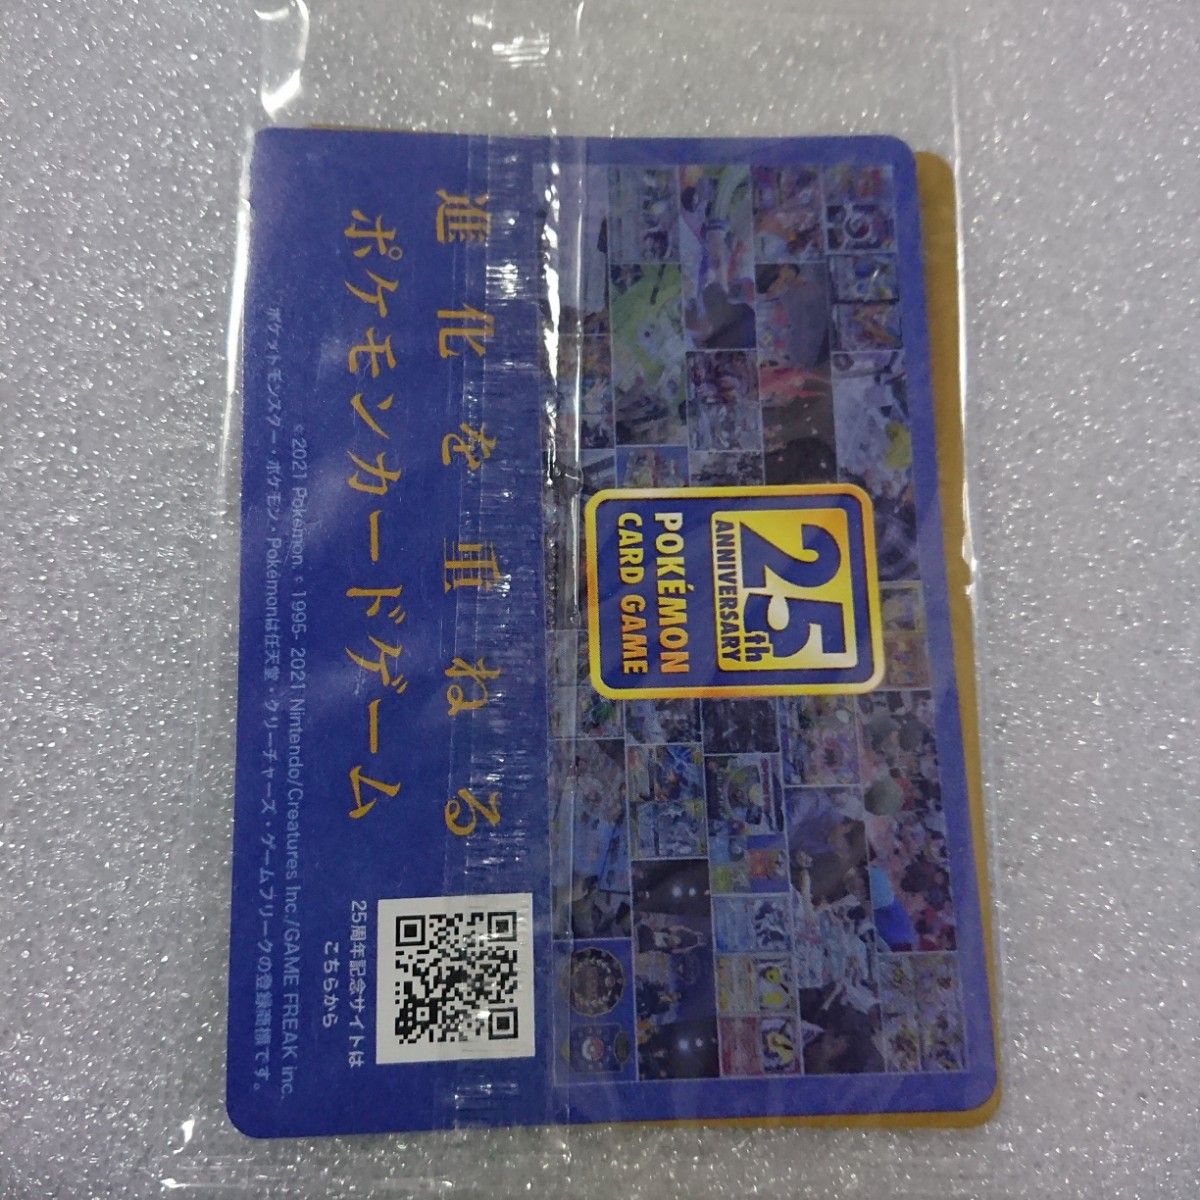 25th
ANNIVERSARY
POKÉMON
CARD GAME
進化を重ねる
ポケモンカードゲーム
25周年記念サイトは
こちらから
©2021 Pokémon. ©1995-2021 Nintendo/Creatures Inc./GAME FREAK inc.
ポケットモンスター・ポケモン・Pokémonは任天堂・クリーチャーズ・ゲームフリークの登録商標です。